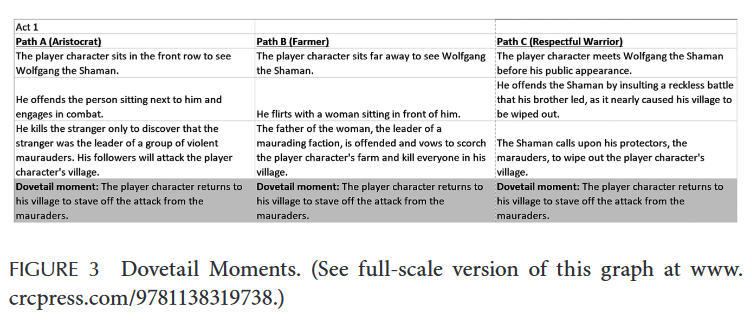 Act 1
Path A (Aristocrat)
The player character sits in the front row to see
Wolfgang the Shaman.
He offends the person sitting next to him and
engages in combat.
He kills the stranger only to discover that the
stranger was the leader of a group of violent
maurauders. His followers will attack the player
character's village.
Dovetail moment: The player character returns to
his village to stave off the attack from the
mauraders.
Path B (Farmer)
The player character sits far away to see Wolfgang
the Shaman.
He flirts with a woman sitting in front of him.
The father of the woman, the leader of a
maurading faction, is offended and vows to scorch
the player character's farm and kill everyone in his
village.
Dovetail moment: The player character returns to
his village to stave off the attack from the
mauraders.
Path C (Respectful Warrior)
The player character meets Wolfgang the Shaman
before his public appearance.
He offends the Shaman by insulting a reckless battle
that his brother led, as it nearly caused his village to
be wiped out.
The Shaman calls upon his protectors, the
marauders, to wipe out the player character's
village.
Dovetail moment: The player character returns to
his village to stave off the attack from the
mauraders.
FIGURE 3 Dovetail Moments. (See full-scale version of this graph at www.
crcpress.com/9781138319738.)